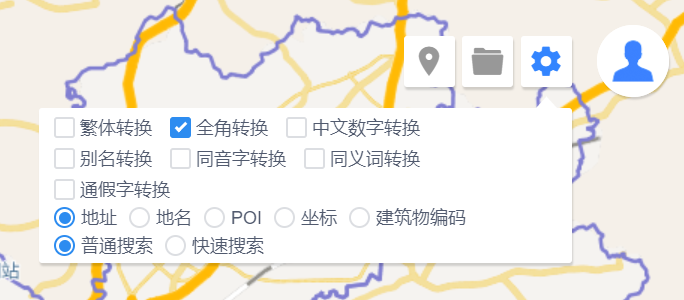 繁体转换 全角转换 中文数字转换
别名转换 同音字转换 同义词转换
通假字转换
地址 地名 POI 坐标 建筑物编码
普通搜索 快速搜索
站